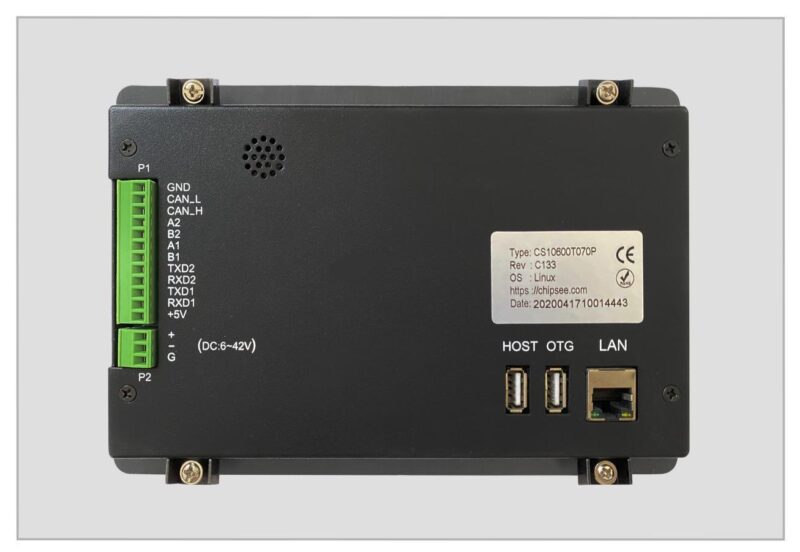 P1
GND
CAN_L
CAN_H
A2
B2
A1
B1
TXD2
RXD2
TXD1
RXD1
+5V
+
−
G
(DC:6~42V)
P2
Type: CS10600T070P
Rev : C133
OS : Linux
https://chipsee.com
Date: 2020041710014443
CE
HOST OTG LAN